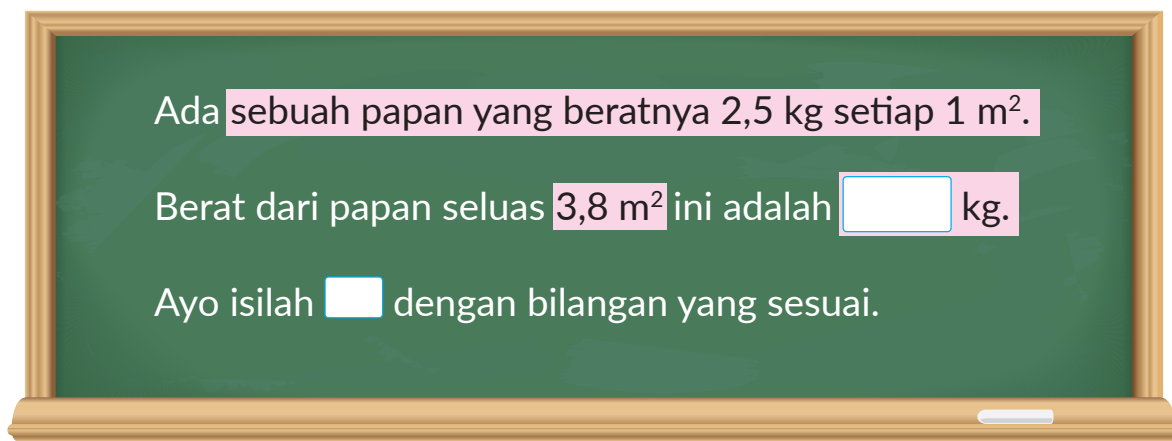 Ada sebuah papan yang beratnya 2,5 kg setiap 1 m².
Berat dari papan seluas 3,8 m² ini adalah kg.
Ayo isilah dengan bilangan yang sesuai.